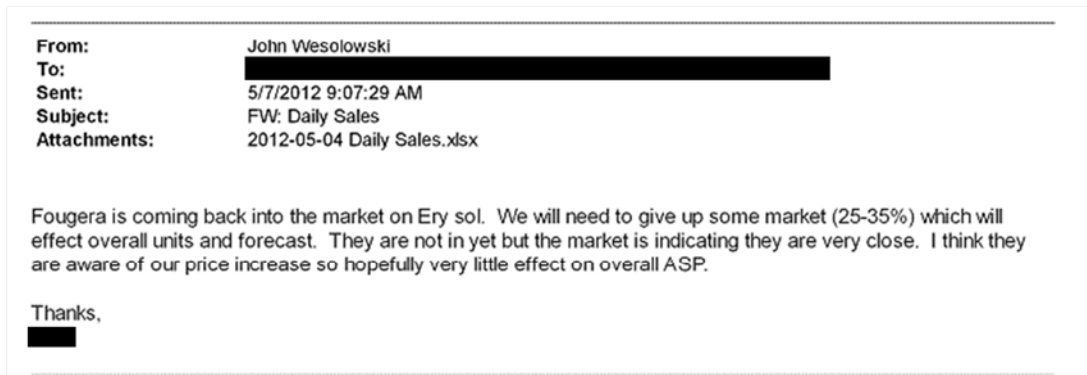 From: John Wesolowski
To:
Sent: 5/7/2012 9:07:29 AM
Subject: FW: Daily Sales
Attachments: 2012-05-04 Daily Sales.xlsx
Fougera is coming back into the market on Ery sol. We will need to give up some market (25-35%) which will
effect overall units and forecast. They are not in yet but the market is indicating they are very close. I think they
are aware of our price increase so hopefully very little effect on overall ASP.
Thanks,